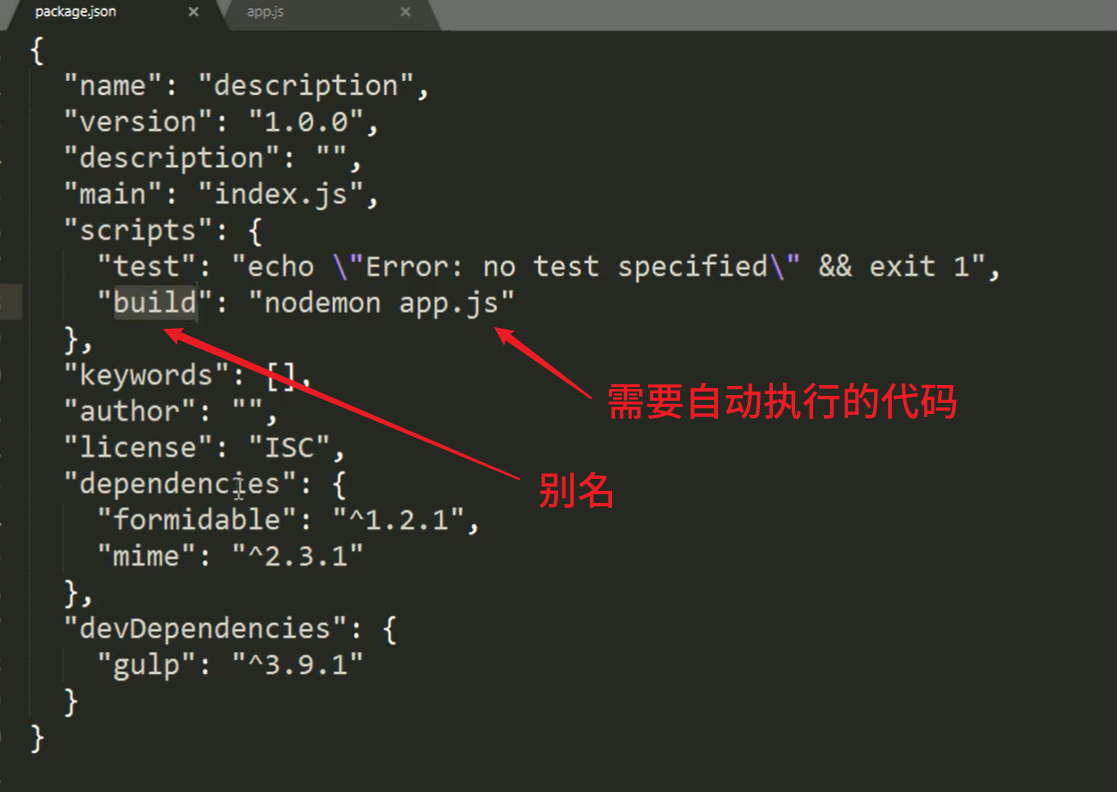 package.json × app.js ×
{
"name": "description",
"version": "1.0.0",
"description": "",
"main": "index.js",
"scripts": {
"test": "echo \"Error: no test specified\" && exit 1",
"build": "nodemon app.js"
},
"keywords": [],
"author": "",
需要自动执行的代码
"license": "ISC",
"dependencies": {
别名
"formidable": "^1.2.1",
"mime": "^2.3.1"
},
"devDependencies": {
"gulp": "^3.9.1"
}
}